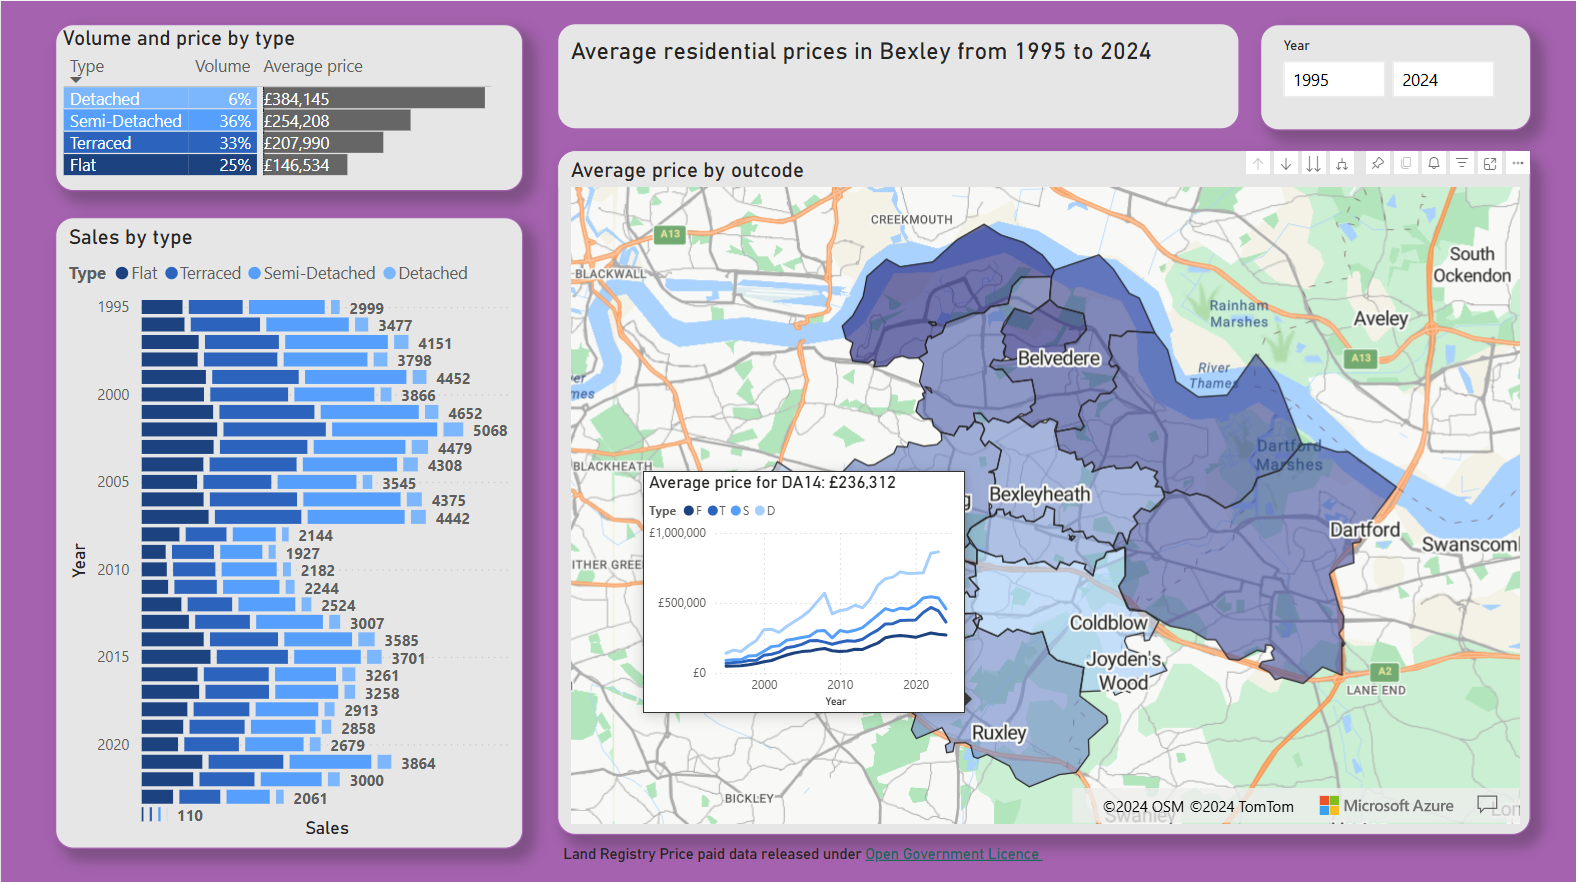 Volume and price by type
Type Volume Average price
Detached 6% £384,145
Semi-Detached 36% £254,208
Terraced 33% £207,990
Flat 25% £146,534
Sales by type
Type Flat Terraced Semi-Detached Detached
1995 2999
3477
4151
3798
4452
2000 3866
4652
5068
4479
4308
2005 3545
4375
4442
2144
1927
2010 2182
2244
2524
3007
3585
2015 3701
3261
3258
2913
2858
2020 2679
3864
3000
2061
110
Year
Sales
Average residential prices in Bexley from 1995 to 2024
Year
1995 2024
Average price by outcode
CREEKMOUTH
A13
BLACKWALL
South
Ockendon
Rainham
Marshes
Aveley
Belvedere
A13
River
Thames
Dartford
Marshes
BLACKHEATH
Bexleyheath
Dartford
Average price for DA14: £236,312
Type F T S D
£1,000,000
£500,000
£0
2000 2010 2020
Year
Coldblow
Joyden's
Wood
A2
LANE END
Ruxley
BICKLEY
©2024 OSM ©2024 TomTom Microsoft Azure
Swanley
Land Registry Price paid data released under Open Government Licence